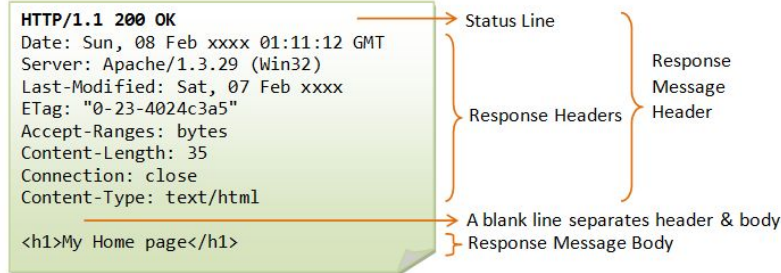 HTTP/1.1 200 OK
Date: Sun, 08 Feb xxxx 01:11:12 GMT
Server: Apache/1.3.29 (Win32)
Last-Modified: Sat, 07 Feb xxxx
ETag: "0-23-4024c3a5"
Accept-Ranges: bytes
Content-Length: 35
Connection: close
Content-Type: text/html
<h1>My Home page</h1>
Status Line
Response Headers
Response
Message
Header
A blank line separates header & body
Response Message Body